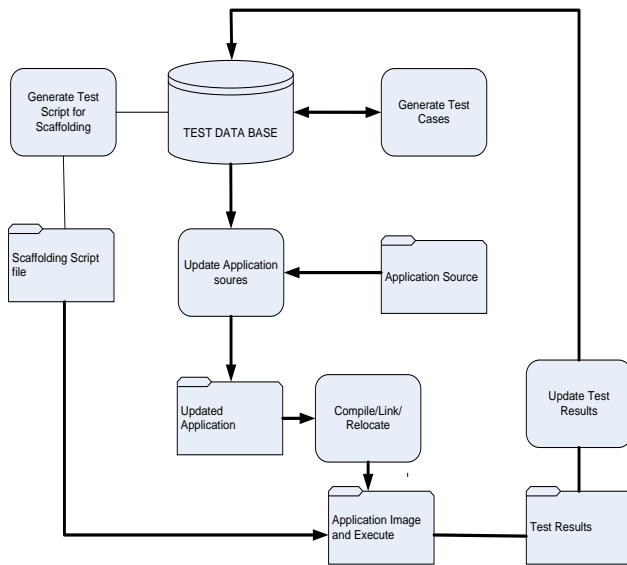 Generate Test
Script for
Scaffolding
TEST DATA BASE
Generate Test
Cases
Scaffolding Script
file
Update Application
soures
Application Source
Updated
Application
Compile/Link/
Relocate
Update Test
Results
Application Image
and Execute
Test Results